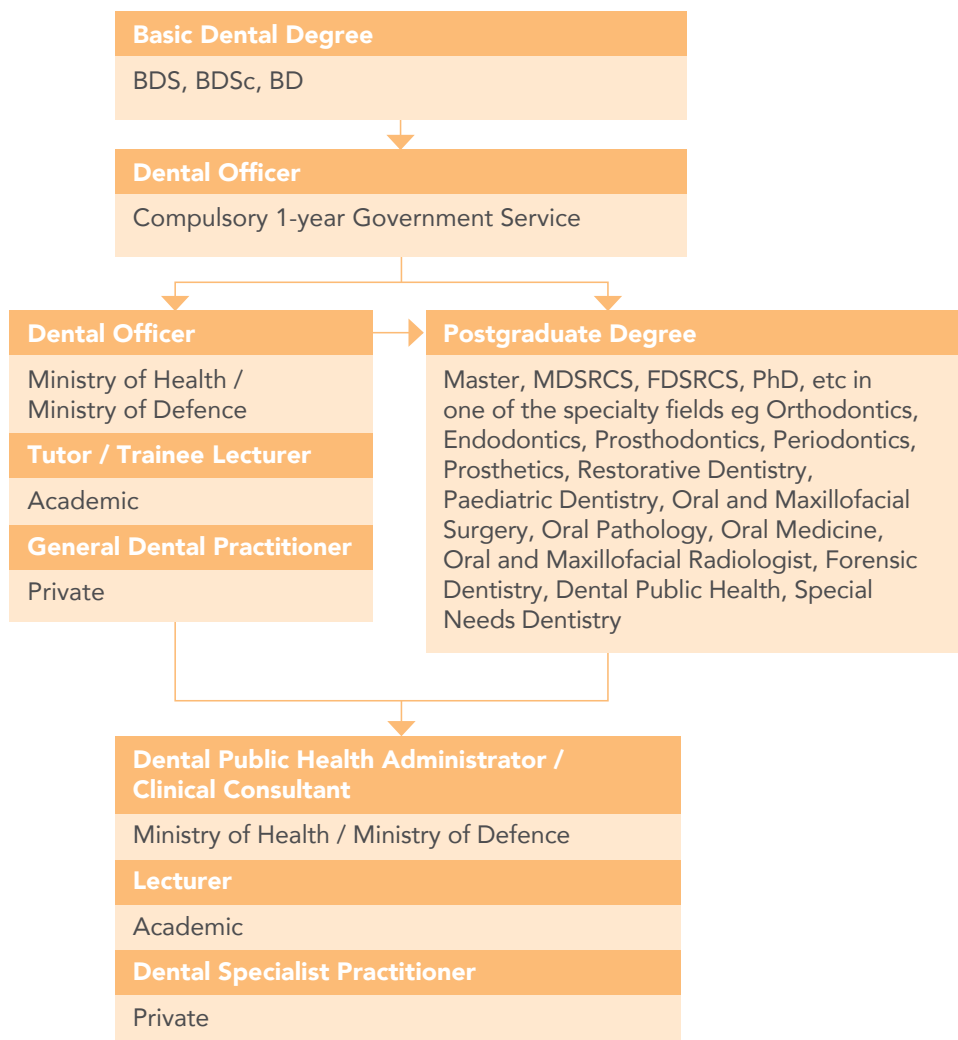 Basic Dental Degree
BDS, BDSc, BD
Dental Officer
Compulsory 1-year Government Service
Dental Officer
Ministry of Health /
Ministry of Defence
Tutor / Trainee Lecturer
Academic
General Dental Practitioner
Private
Postgraduate Degree
Master, MDSRCS, FDSRCS, PhD, etc in
one of the specialty fields eg Orthodontics,
Endodontics, Prosthodontics, Periodontics,
Prosthetics, Restorative Dentistry,
Paediatric Dentistry, Oral and Maxillofacial
Surgery, Oral Pathology, Oral Medicine,
Oral and Maxillofacial Radiologist, Forensic
Dentistry, Dental Public Health, Special
Needs Dentistry
Dental Public Health Administrator /
Clinical Consultant
Ministry of Health / Ministry of Defence
Lecturer
Academic
Dental Specialist Practitioner
Private